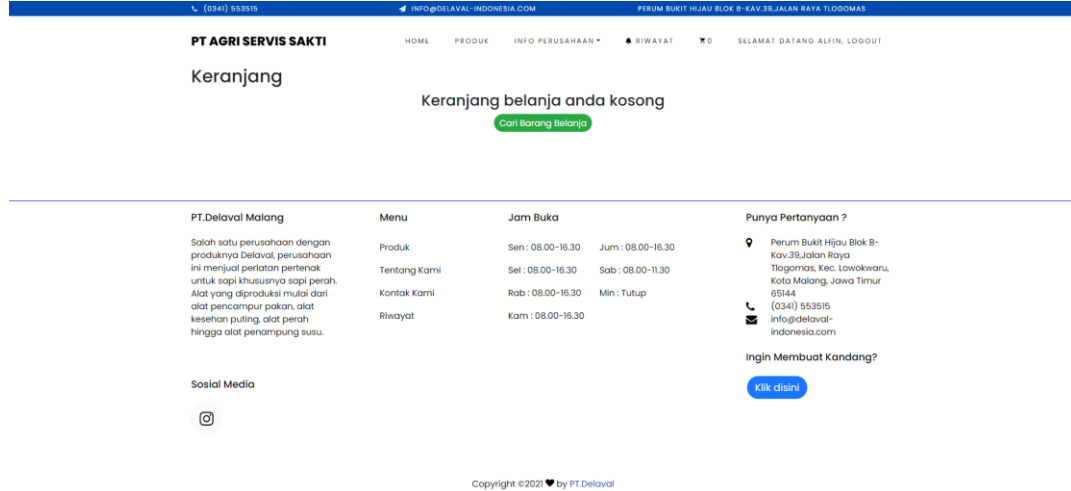 (0341) 553515
INFO@DELAVAL-INDONESIA.COM
PERUM BUKIT HIJAU BLOK B-KAV.39,JALAN RAYA TLOGOMAS
PT AGRI SERVIS SAKTI
HOME PRODUK INFO PERUSAHAAN RIWAYAT 0 SELAMAT DATANG ALFIN, LOGOUT
Keranjang
Keranjang belanja anda kosong
Cari Barang Belanja
PT.Delaval Malang
Salah satu perusahaan dengan
produknya Delaval, perusahaan
ini menjual perlatan pertenak
untuk sapi khususnya sapi perah.
Alat yang diproduksi mulai dari
alat pencampur pakan, alat
kesehan puting, alat perah
hingga alat penampung susu.
Sosial Media
Menu
Produk
Tentang Kami
Kontak Kami
Riwayat
Jam Buka
Sen : 08.00-16.30
Sel : 08.00-16.30
Rab : 08.00-16.30
Kam : 08.00-16.30
Jum : 08.00-16.30
Sab : 08.00-11.30
Min : Tutup
Punya Pertanyaan ?
Perum Bukit Hijau Blok B-
Kav.39,Jalan Raya
Tlogomas, Kec. Lowokwaru,
Kota Malang, Jawa Timur
65144
(0341) 553515
info@delaval-
indonesia.com
Ingin Membuat Kandang?
Klik disini
Copyright ©2021 ♥ by PT.Delaval